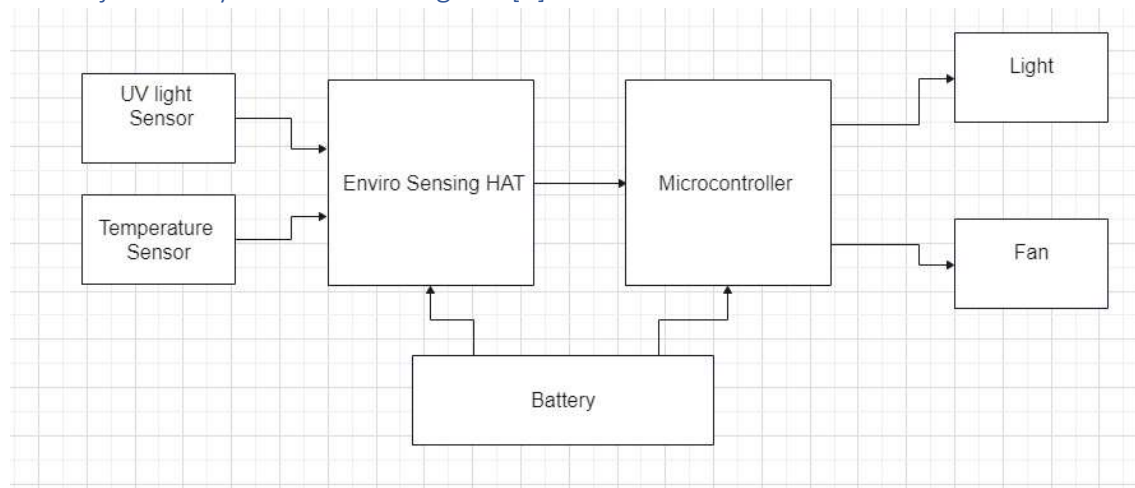 UV light
Sensor
Temperature
Sensor
Enviro Sensing HAT
Microcontroller
Light
Fan
Battery